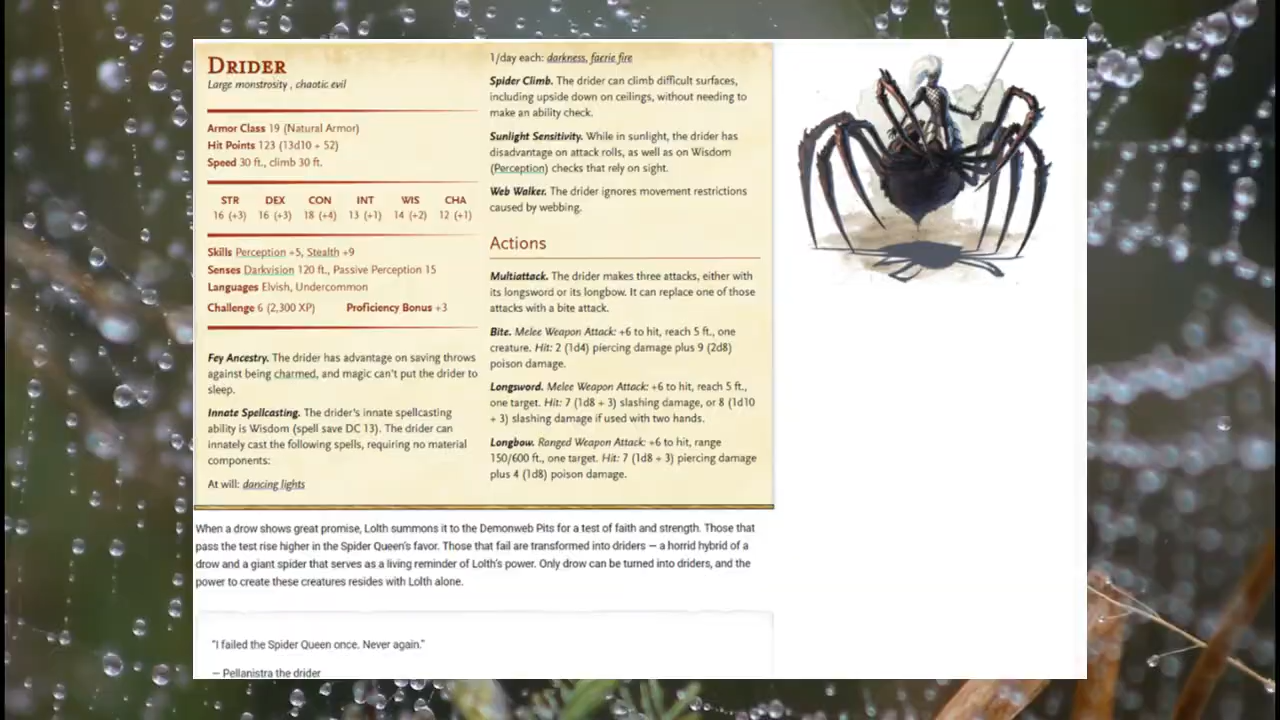 DRIDER
Large monstrosity , chaotic evil
Armor Class 19 (Natural Armor)
Hit Points 123 (13d10 + 52)
Speed 30 ft., climb 30 ft.
STR DEX CON INT WIS CHA
16 (+3) 16 (+3) 18 (+4) 13 (+1) 14 (+2) 12 (+1)
Skills Perception +5, Stealth +9
Senses Darkvision 120 ft., Passive Perception 15
Languages Elvish, Undercommon
Challenge 6 (2,300 XP) Proficiency Bonus +3
Fey Ancestry. The drider has advantage on saving throws
against being charmed, and magic can't put the drider to
sleep.
Innate Spellcasting. The drider's innate spellcasting
ability is Wisdom (spell save DC 13). The drider can
innately cast the following spells, requiring no material
components:
At will: dancing lights
1/day each: darkness, faerie fire
Spider Climb. The drider can climb difficult surfaces,
including upside down on ceilings, without needing to
make an ability check.
Sunlight Sensitivity. While in sunlight, the drider has
disadvantage on attack rolls, as well as on Wisdom
(Perception) checks that rely on sight.
Web Walker. The drider ignores movement restrictions
caused by webbing.
Actions
Multiattack. The drider makes three attacks, either with
its longsword or its longbow. It can replace one of those
attacks with a bite attack.
Bite. Melee Weapon Attack: +6 to hit, reach 5 ft., one
creature. Hit: 2 (1d4) piercing damage plus 9 (2d8)
poison damage.
Longsword. Melee Weapon Attack: +6 to hit, reach 5 ft.,
one target. Hit: 7 (1d8 + 3) slashing damage, or 8 (1d10
+ 3) slashing damage if used with two hands.
Longbow. Ranged Weapon Attack: +6 to hit, range
150/600 ft., one target. Hit: 7 (1d8 + 3) piercing damage
plus 4 (1d8) poison damage.
When a drow shows great promise, Lolth summons it to the Demonweb Pits for a test of faith and strength. Those that
pass the test rise higher in the Spider Queen's favor. Those that fail are transformed into driders — a horrid hybrid of a
drow and a giant spider that serves as a living reminder of Lolth's power. Only drow can be turned into driders, and the
power to create these creatures resides with Lolth alone.
"I failed the Spider Queen once. Never again."
— Pellanistra the drider